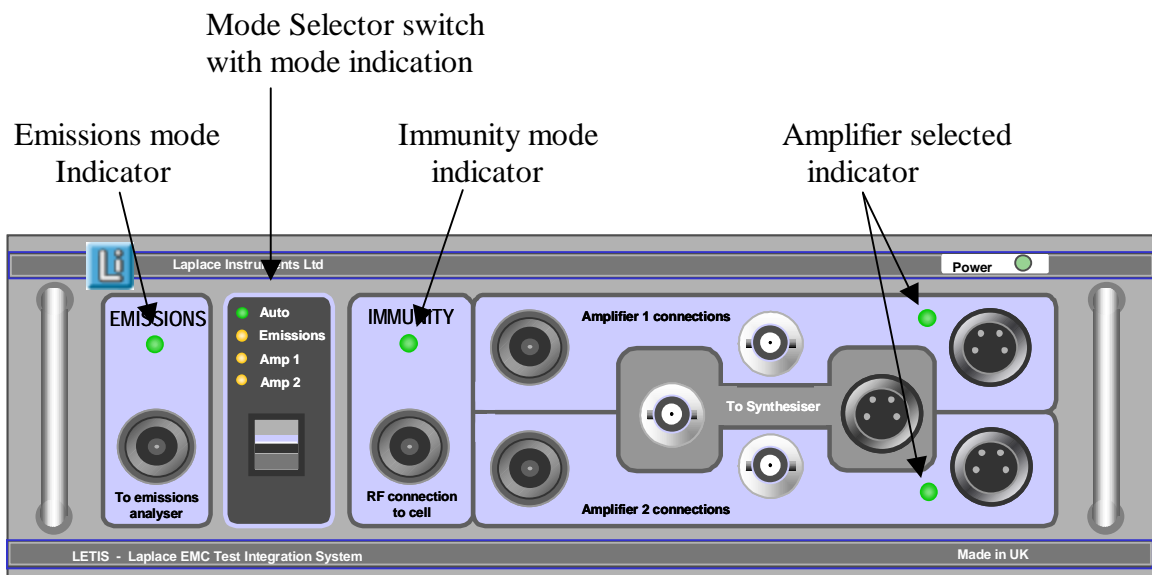 Mode Selector switch
with mode indication
Emissions mode
Indicator
Immunity mode
indicator
Amplifier selected
indicator
Li
Laplace Instruments Ltd
Power
EMISSIONS
To emissions
analyser
Auto
Emissions
Amp 1
Amp 2
IMMUNITY
RF connection
to cell
Amplifier 1 connections
To Synthesiser
Amplifier 2 connections
LETIS - Laplace EMC Test Integration System
Made in UK